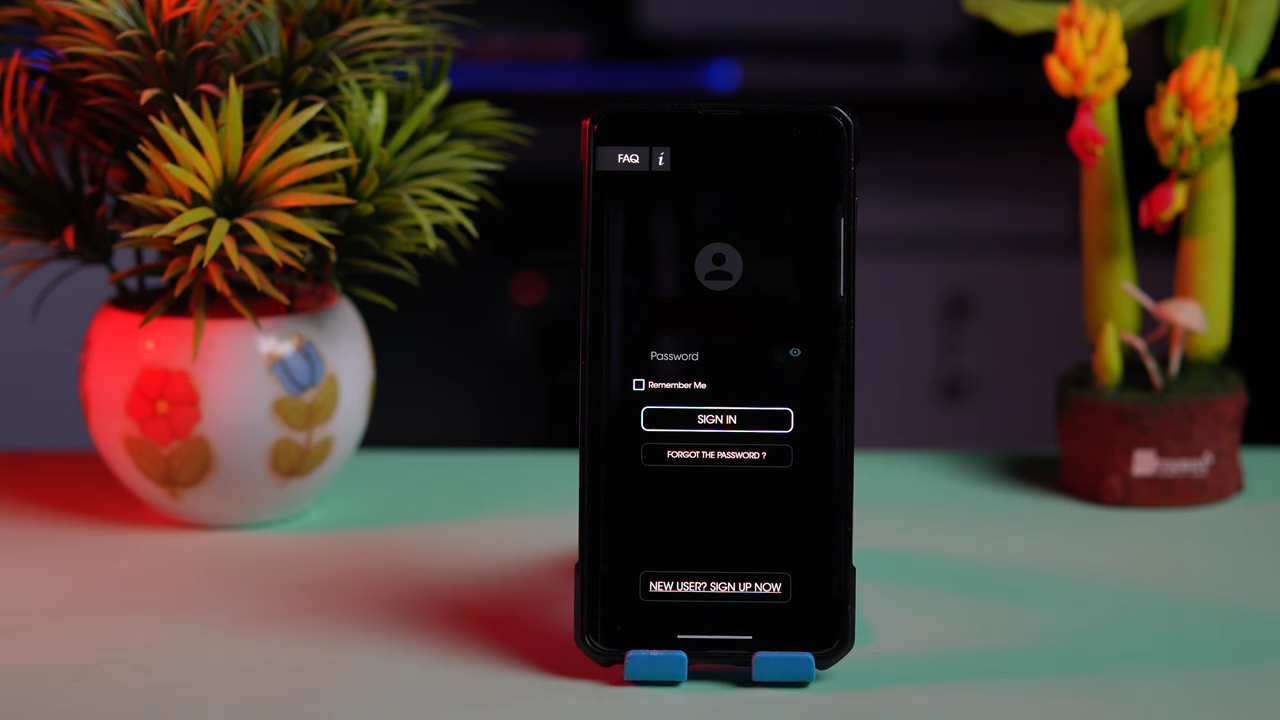 FAQ i
Password
Remember Me
SIGN IN
FORGOT THE PASSWORD ?
NEW USER? SIGN UP NOW